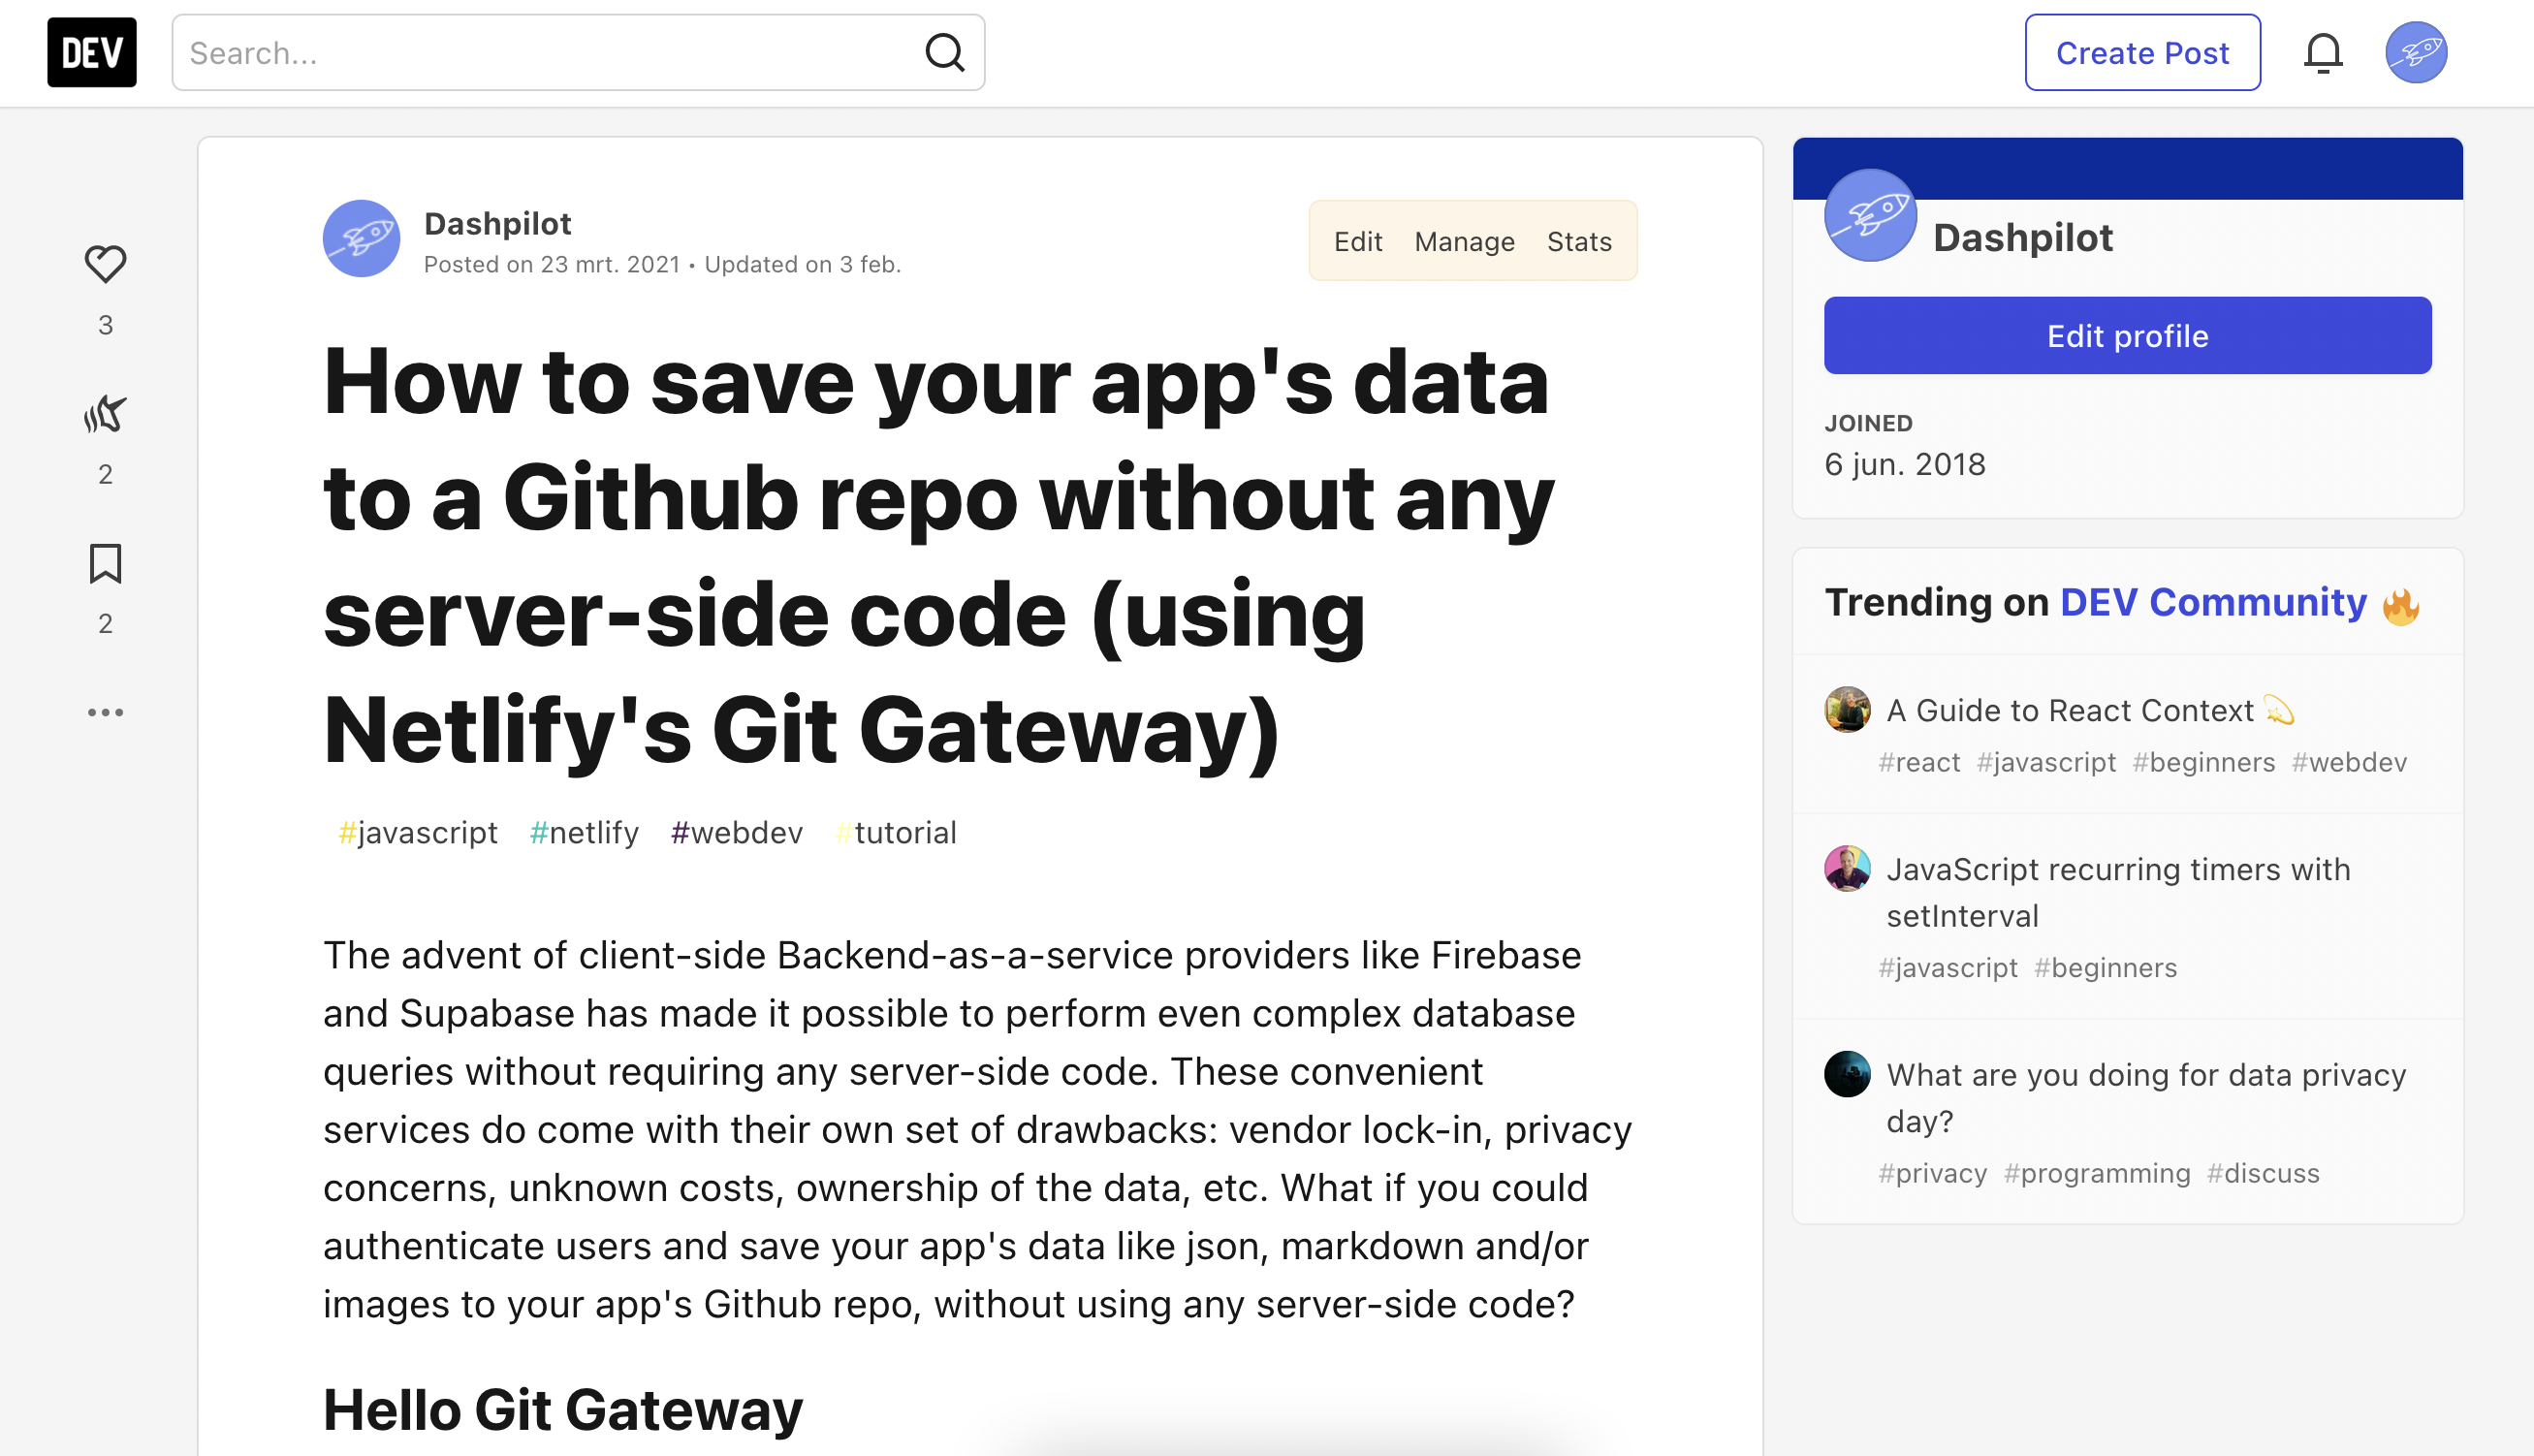 DEV
Search...
Create Post
3
2
2
Dashpilot
Posted on 23 mrt. 2021 • Updated on 3 feb.
Edit Manage Stats
How to save your app's data
to a Github repo without any
server-side code (using
Netlify's Git Gateway)
#javascript #netlify #webdev #tutorial
The advent of client-side Backend-as-a-service providers like Firebase
and Supabase has made it possible to perform even complex database
queries without requiring any server-side code. These convenient
services do come with their own set of drawbacks: vendor lock-in, privacy
concerns, unknown costs, ownership of the data, etc. What if you could
authenticate users and save your app's data like json, markdown and/or
images to your app's Github repo, without using any server-side code?
Hello Git Gateway
Dashpilot
Edit profile
JOINED
6 jun. 2018
Trending on DEV Community 🔥
A Guide to React Context 💫
#react #javascript #beginners #webdev
JavaScript recurring timers with
setInterval
#javascript #beginners
What are you doing for data privacy
day?
#privacy #programming #discuss